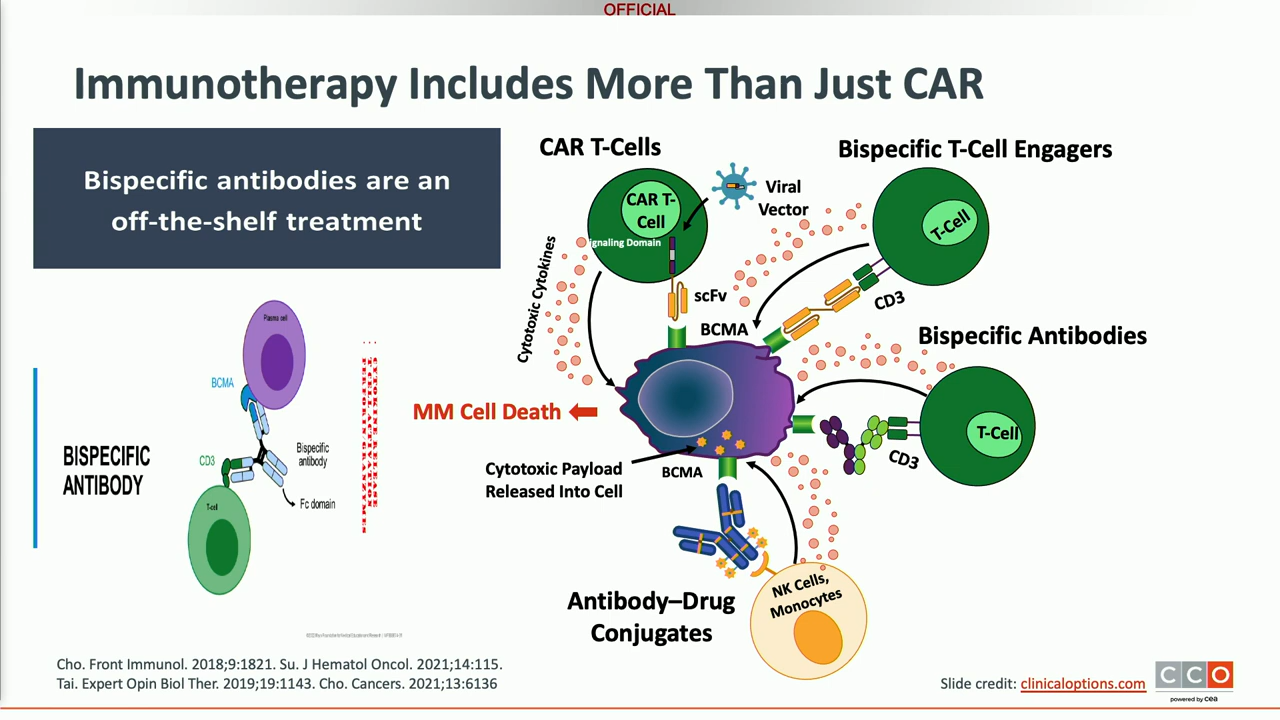 OFFICIAL
Immunotherapy Includes More Than Just CAR
Bispecific antibodies are an
off-the-shelf treatment
Plasma cell
BCMA
CD3
Bispecific
antibody
Fc domain
T-cell
BISPECIFIC
ANTIBODY
CAR T-Cells
CAR T-
Cell
ignaling Domain
Viral
Vector
scFv
Cytotoxic Cytokines
BCMA
Bispecific T-Cell Engagers
T-Cell
CD3
Bispecific Antibodies
T-Cell
CD3
MM Cell Death
Cytotoxic Payload
Released Into Cell
BCMA
Antibody–Drug
Conjugates
NK Cells,
Monocytes
Cho. Front Immunol. 2018;9:1821. Su. J Hematol Oncol. 2021;14:115.
Tai. Expert Opin Biol Ther. 2019;19:1143. Cho. Cancers. 2021;13:6136
Slide credit: clinicaloptions.com
CCO
powered by cea